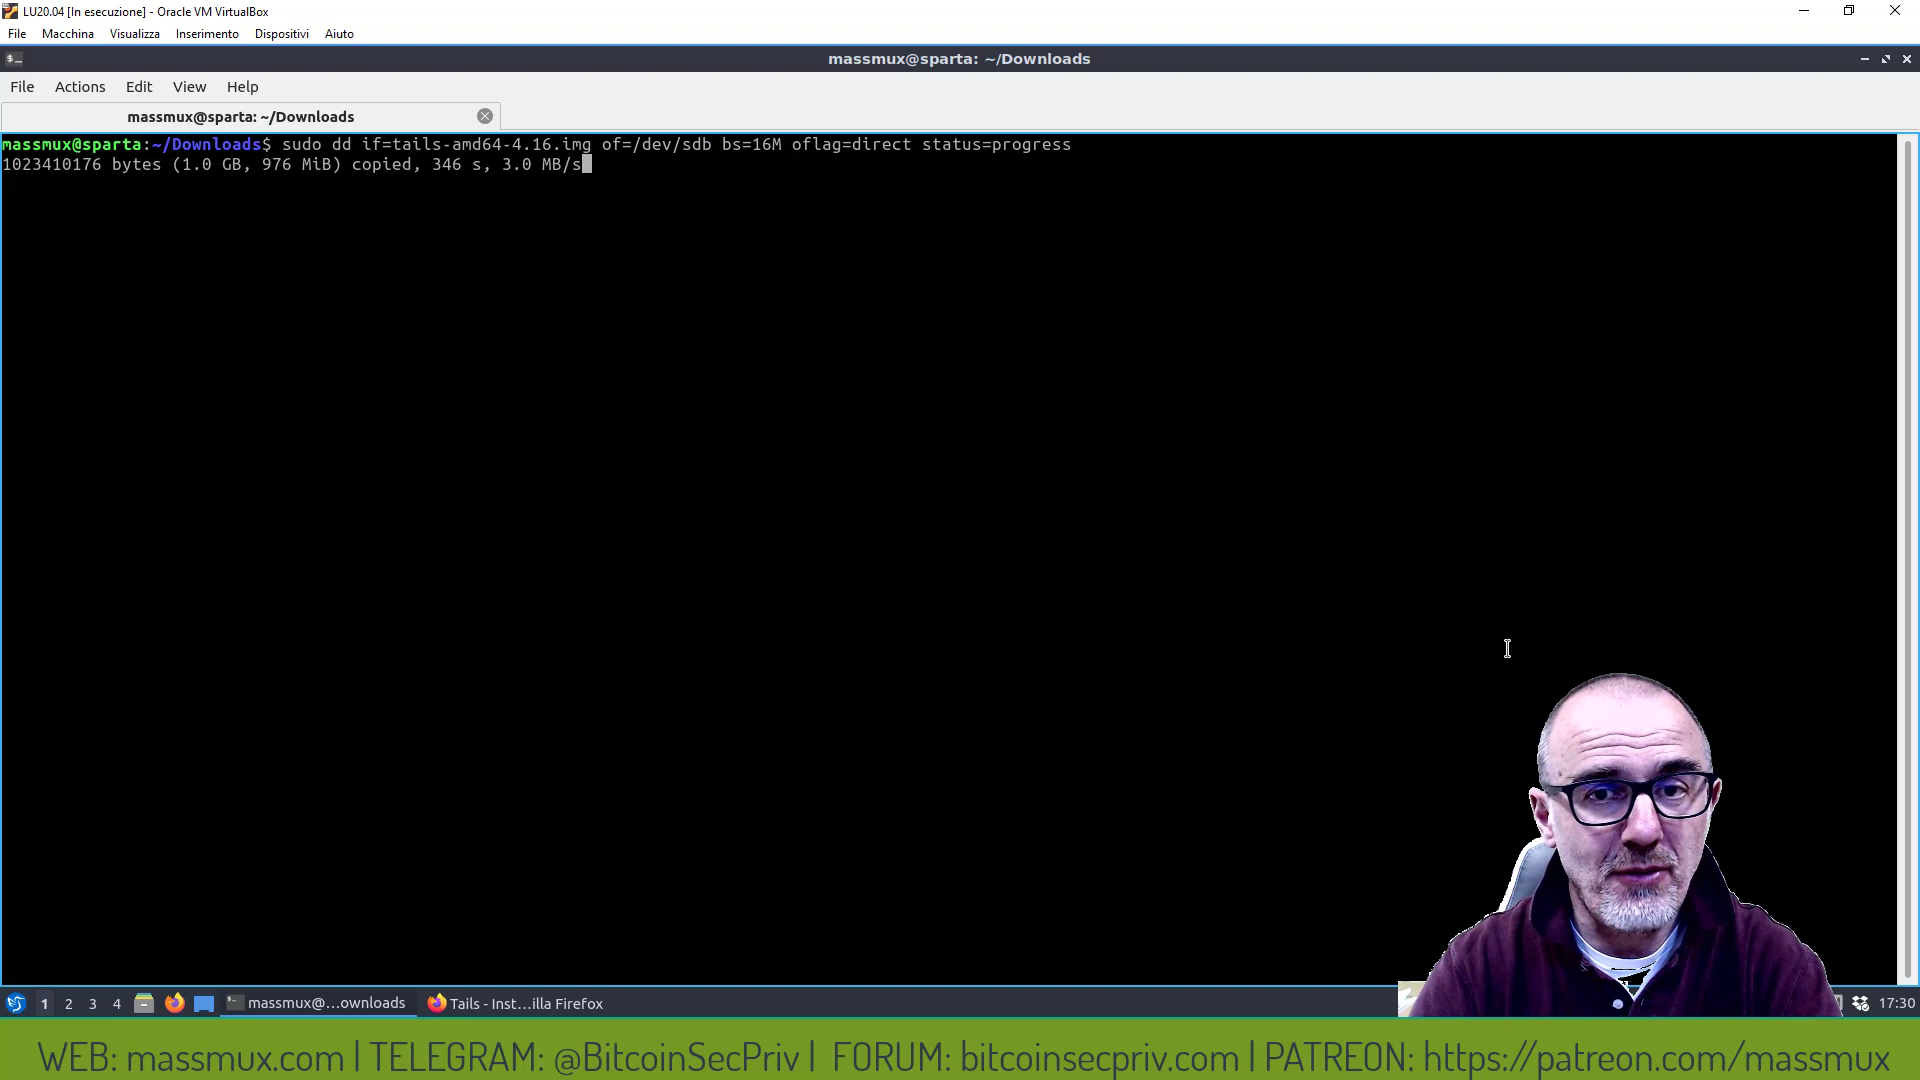 LU20.04 [In esecuzione] - Oracle VM VirtualBox
File Macchina Visualizza Inserimento Dispositivi Aiuto
massmux@sparta: ~/Downloads
File Actions Edit View Help
massmux@sparta: ~/Downloads
massmux@sparta:~/Downloads$ sudo dd if=tails-amd64-4.16.img of=/dev/sdb bs=16M oflag=direct status=progress
1023410176 bytes (1.0 GB, 976 MiB) copied, 346 s, 3.0 MB/s
1 2 3 4 massmux@...ownloads Tails - Inst...illa Firefox 17:30
WEB: massmux.com | TELEGRAM: @BitcoinSecPriv | FORUM: bitcoinsecpriv.com | PATREON: https://patreon.com/massmux